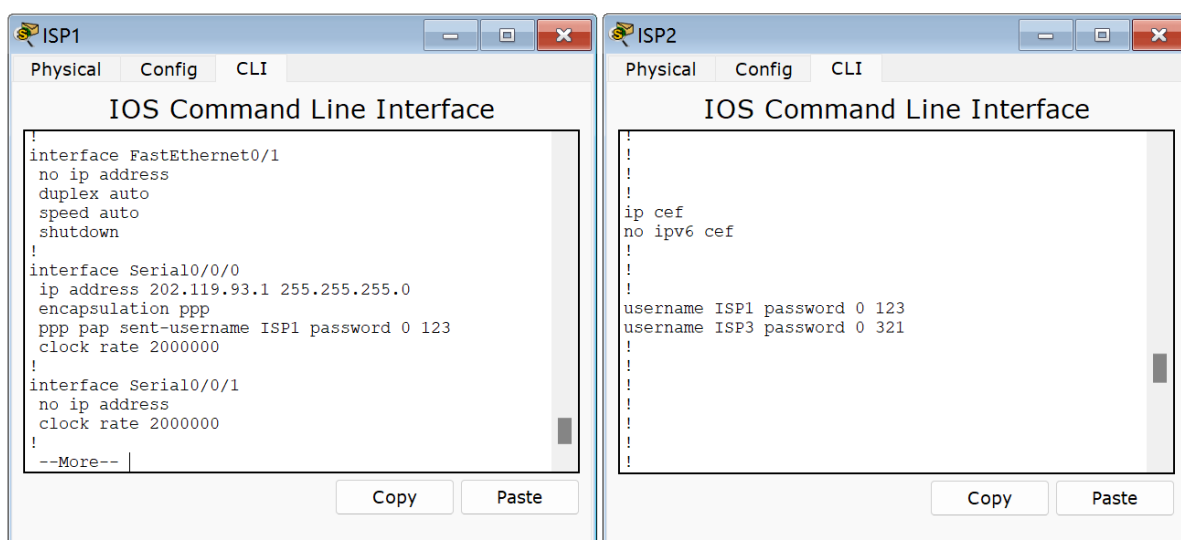 ISP1
Physical Config CLI
IOS Command Line Interface
!
interface FastEthernet0/1
no ip address
duplex auto
speed auto
shutdown
!
interface Serial0/0/0
ip address 202.119.93.1 255.255.255.0
encapsulation ppp
ppp pap sent-username ISP1 password 0 123
clock rate 2000000
!
interface Serial0/0/1
no ip address
clock rate 2000000
!
--More--
Copy Paste
ISP2
Physical Config CLI
IOS Command Line Interface
!
!
!
!
ip cef
no ipv6 cef
!
!
!
username ISP1 password 0 123
username ISP3 password 0 321
!
!
!
!
!
!
!
Copy Paste